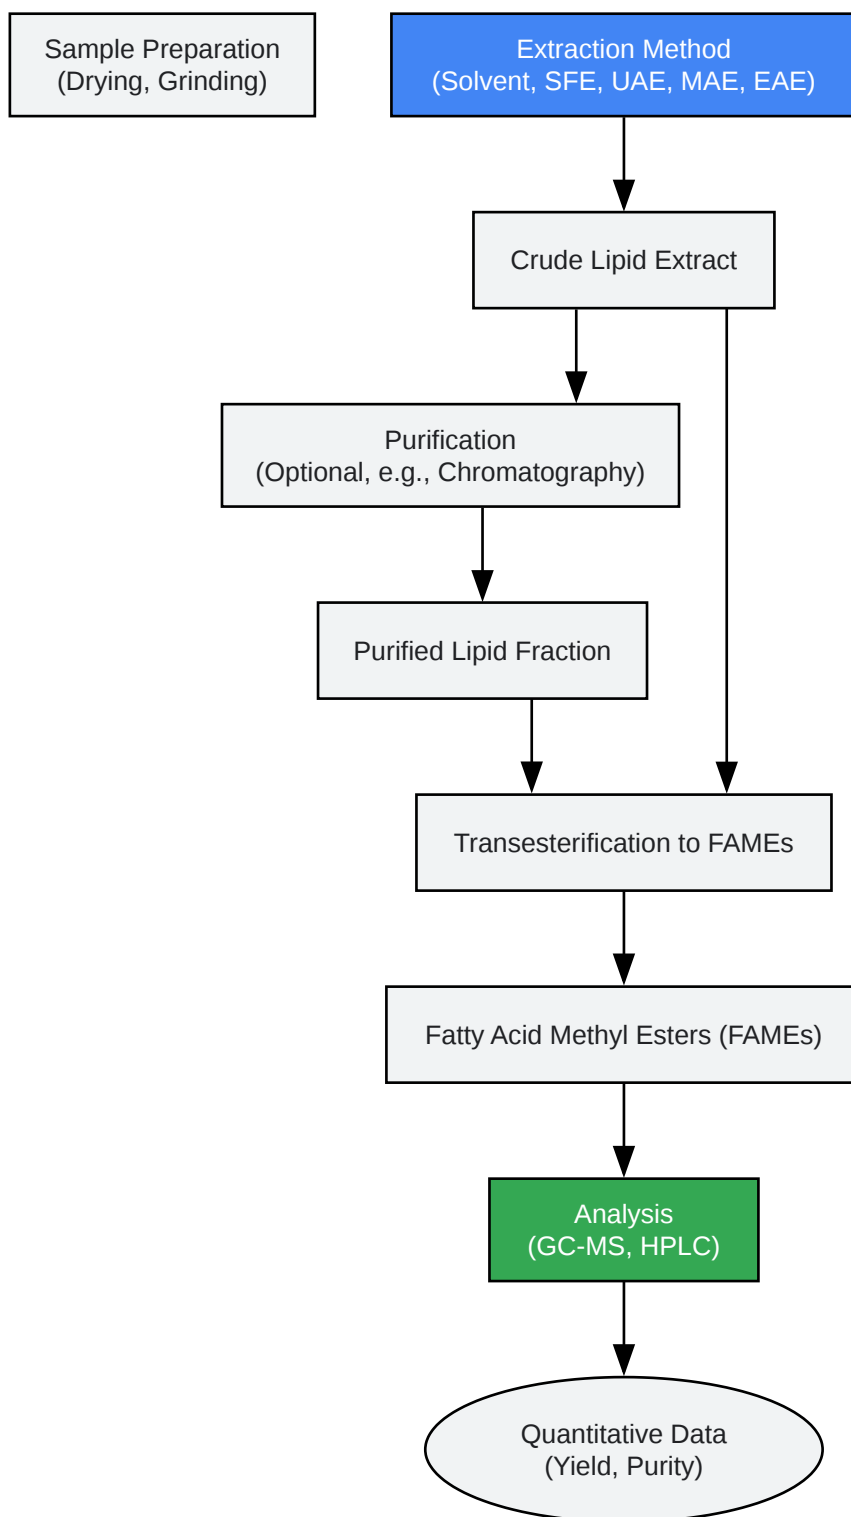 Sample Preparation
(Drying, Grinding)
Extraction Method
(Solvent, SFE, UAE, MAE, EAE)
Crude Lipid Extract
Purification
(Optional, e.g., Chromatography)
Purified Lipid Fraction
Transesterification to FAMEs
Fatty Acid Methyl Esters (FAMEs)
Analysis
(GC-MS, HPLC)
Quantitative Data
(Yield, Purity)